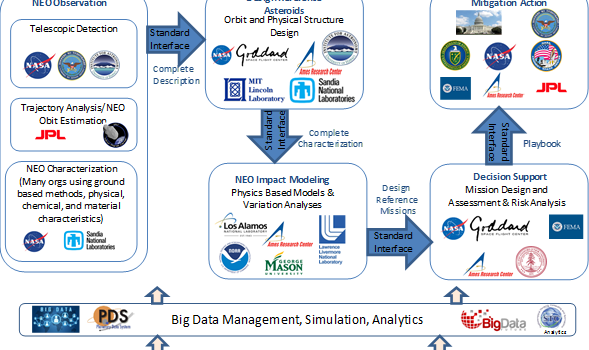 NEO Observation
Telescopic Detection
NASA
Trajectory Analysis/NEO
Obit Estimation
JPL
NEO Characterization
(Many orgs using ground
based methods, physical,
chemical, and material
characteristics)
NASA
Sandia
National
Laboratories
Standard
Interface
Complete
Description
Asteroids
Orbit and Physical Structure
Design
NASA
Goddard
SPACE FLIGHT CENTER
Ames Research Center
MIT
Lincoln
Laboratory
Sandia
National
Laboratories
Standard
Interface
Complete
Characterization
NEO Impact Modeling
Physics Based Models &
Variation Analyses
Los Alamos
NATIONAL LABORATORY
Ames Research Center
Lawrence
Livermore
National
Laboratory
NOAA
GEORGE
MASON
UNIVERSITY
Design
Reference
Missions
Standard
Interface
Mitigation Action
NASA
FEMA
Ames Research Center
JPL
Standard
Interface
Playbook
Decision Support
Mission Design and
Assessment & Risk Analysis
NASA
Goddard
SPACE FLIGHT CENTER
FEMA
Ames Research Center
BIG DATA
PDS
Big Data Management, Simulation, Analytics
BigData
Analytics